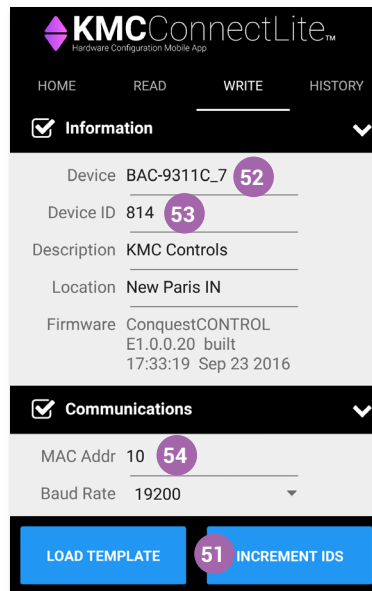 KMCConnectLite™
Hardware Configuration Mobile App
HOME READ WRITE HISTORY
Information
Device BAC-9311C_7 52
Device ID 814 53
Description KMC Controls
Location New Paris IN
Firmware ConquestCONTROL
E1.0.0.20 built
17:33:19 Sep 23 2016
Communications
MAC Addr 10 54
Baud Rate 19200
LOAD TEMPLATE 51 INCREMENT IDS